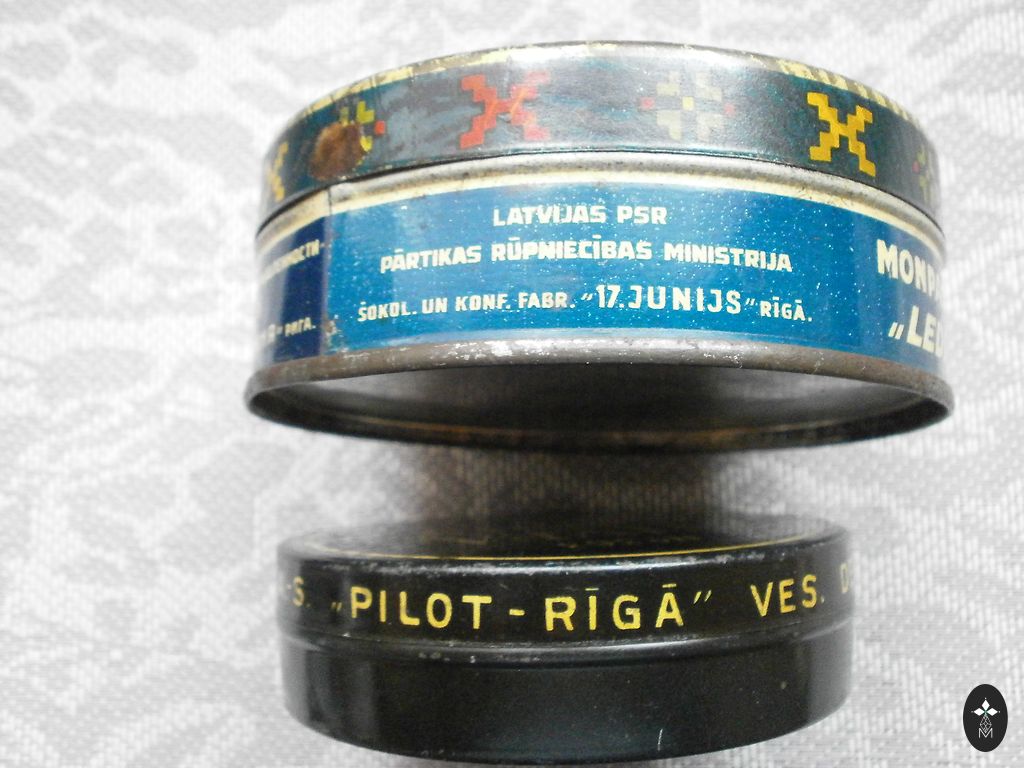 LATVIJAS PSR
PĀRTIKAS RŪPNIECĪBAS MINISTRIJA
ŠOKOL. UN KONF. FABR. „17. JUNIJS" RĪGĀ.
-S. „PILOT-RĪGĀ" VES.